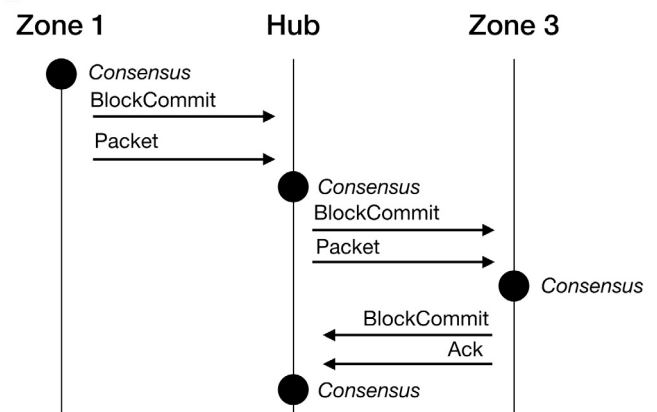 Zone 1 Hub Zone 3
Consensus
BlockCommit
Packet
Consensus
BlockCommit
Packet
Consensus
BlockCommit
Ack
Consensus